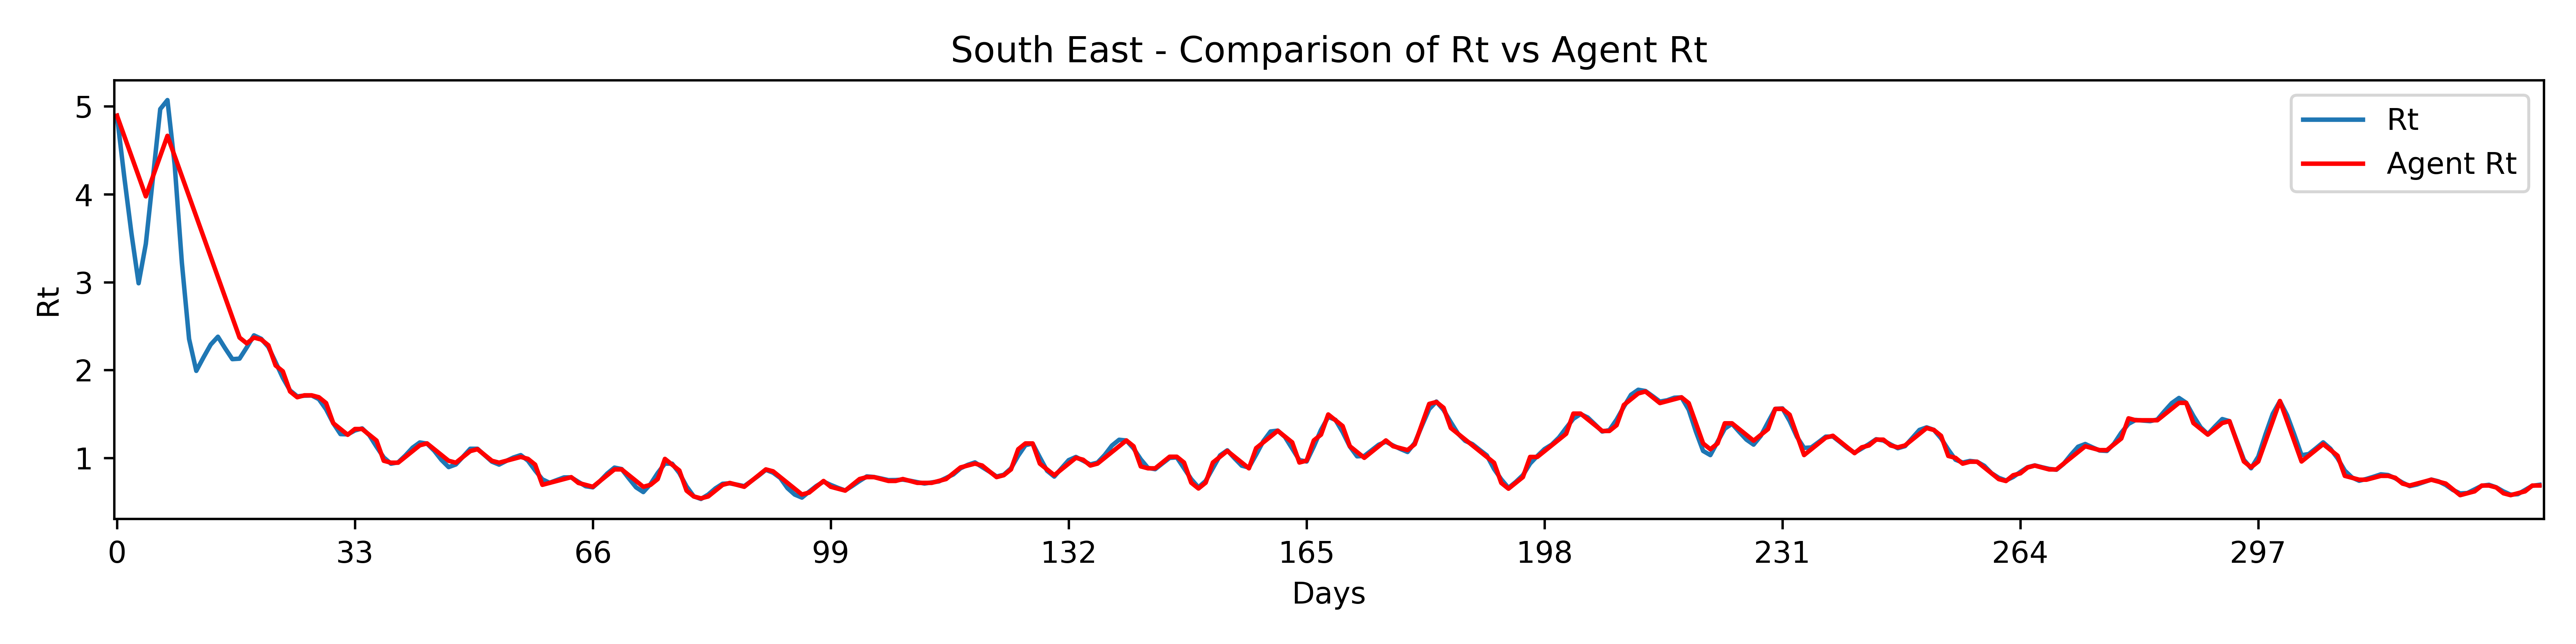 South East - Comparison of Rt vs Agent Rt
Rt
Agent Rt
5
4
3
2
1
Rt
0 33 66 99 132 165 198 231 264 297
Days